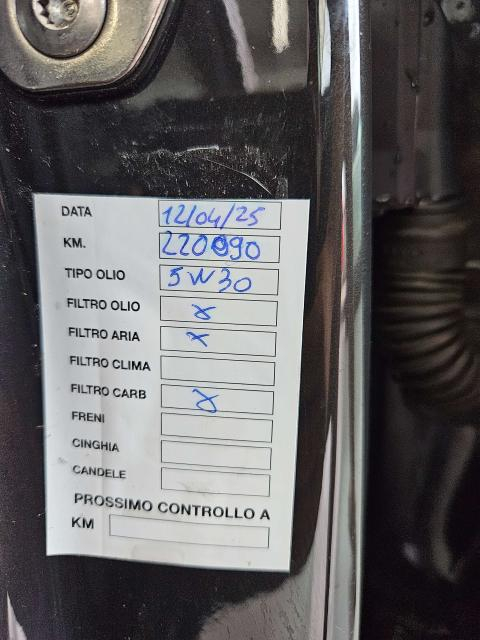 DATA 12/04/25
KM. 220090
TIPO OLIO 5W30
FILTRO OLIO x
FILTRO ARIA x
FILTRO CLIMA
FILTRO CARB x
FRENI
CINGHIA
CANDELE
PROSSIMO CONTROLLO A
KM